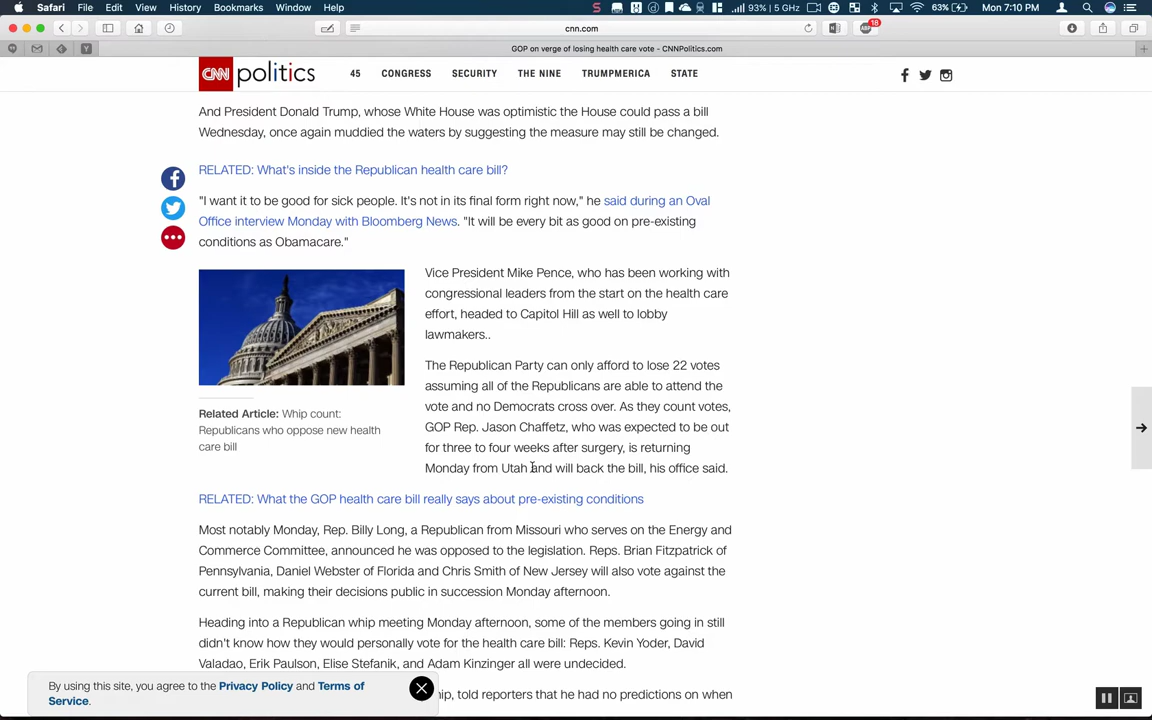 Safari File Edit View History Bookmarks Window Help
93% | 5 GHz 63% Mon 7:10 PM
cnn.com
18
GOP on verge of losing health care vote - CNNPolitics.com
CNN politics 45 CONGRESS SECURITY THE NINE TRUMPMERICA STATE
And President Donald Trump, whose White House was optimistic the House could pass a bill
Wednesday, once again muddied the waters by suggesting the measure may still be changed.
RELATED: What's inside the Republican health care bill?
"I want it to be good for sick people. It's not in its final form right now," he said during an Oval
Office interview Monday with Bloomberg News. "It will be every bit as good on pre-existing
conditions as Obamacare."
Vice President Mike Pence, who has been working with
congressional leaders from the start on the health care
effort, headed to Capitol Hill as well to lobby
lawmakers..
The Republican Party can only afford to lose 22 votes
assuming all of the Republicans are able to attend the
vote and no Democrats cross over. As they count votes,
GOP Rep. Jason Chaffetz, who was expected to be out
for three to four weeks after surgery, is returning
Monday from Utah and will back the bill, his office said.
Related Article: Whip count:
Republicans who oppose new health
care bill
RELATED: What the GOP health care bill really says about pre-existing conditions
Most notably Monday, Rep. Billy Long, a Republican from Missouri who serves on the Energy and
Commerce Committee, announced he was opposed to the legislation. Reps. Brian Fitzpatrick of
Pennsylvania, Daniel Webster of Florida and Chris Smith of New Jersey will also vote against the
current bill, making their decisions public in succession Monday afternoon.
Heading into a Republican whip meeting Monday afternoon, some of the members going in still
didn't know how they would personally vote for the health care bill: Reps. Kevin Yoder, David
Valadao, Erik Paulson, Elise Stefanik, and Adam Kinzinger all were undecided.
ip, told reporters that he had no predictions on when
By using this site, you agree to the Privacy Policy and Terms of
Service.